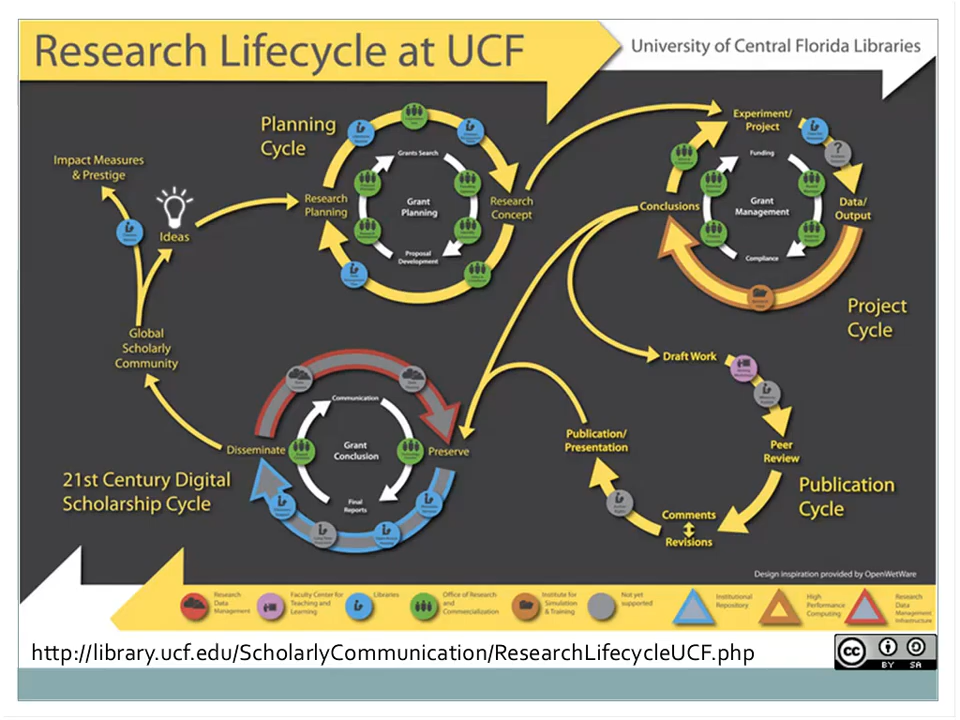 Research Lifecycle at UCF
University of Central Florida Libraries
Planning
Cycle
Experiment/
Project
Impact Measures
& Prestige
Grants Search
Funding
Ideas
Research
Planning
Grant
Planning
Research
Concept
Conclusions
Grant
Management
Data/
Output
Proposal
Development
Compliance
Project
Cycle
Global
Scholarly
Community
Draft Work
Communication
Disseminate
Grant
Conclusion
Preserve
Publication/
Presentation
Peer
Review
21st Century Digital
Scholarship Cycle
Final
Reports
Publication
Cycle
Comments
Revisions
Design Inspiration provided by OpenWetWare
Research
Data
Management
Faculty Center for
Teaching and
Learning
Libraries
Office of Research
and
Commercialization
Institute for
Simulation
& Training
Not yet
supported
Institutional
Repository
High
Performance
Computing
Research
Data
Management
Infrastructure
http://library.ucf.edu/ScholarlyCommunication/ResearchLifecycleUCF.php
cc
BY SA